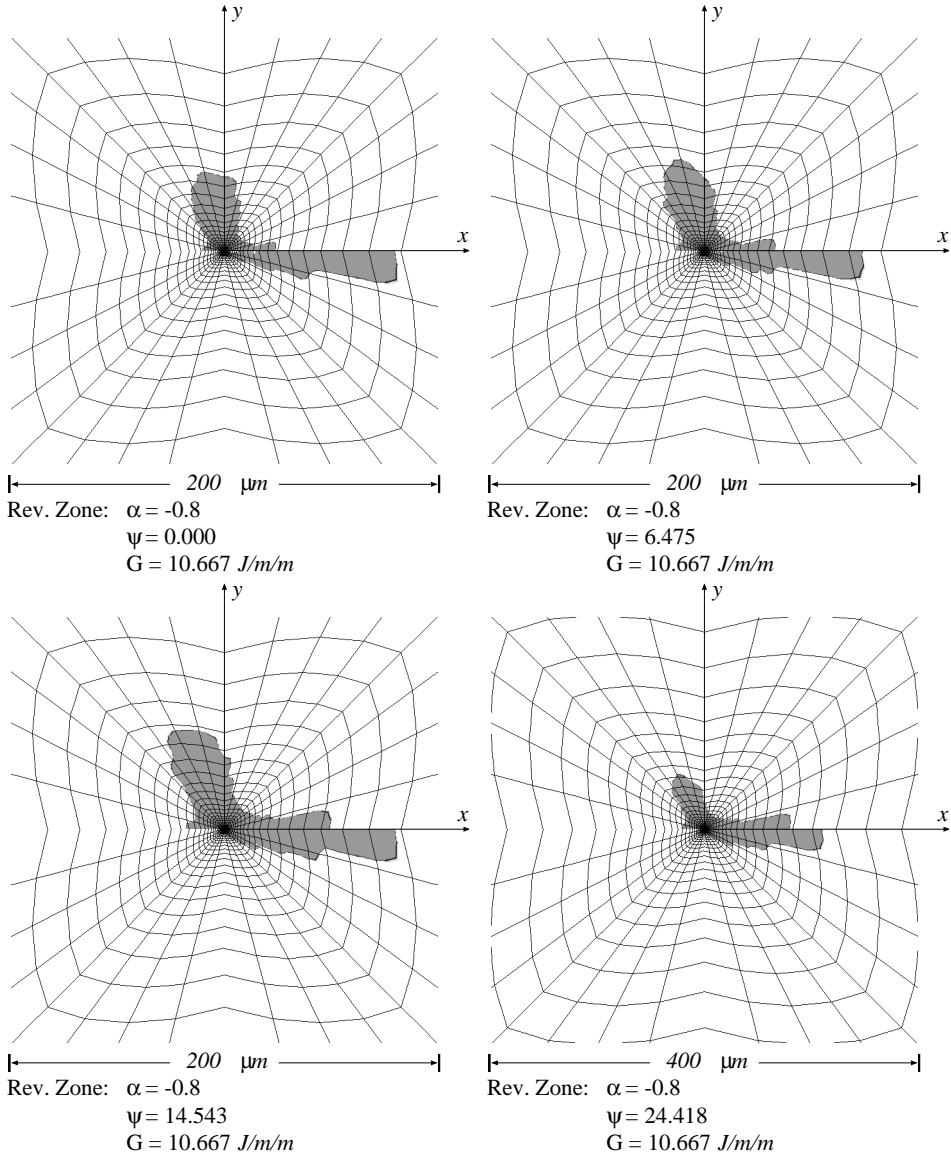 y
x
200 μm
Rev. Zone: α = -0.8
ψ = 0.000
G = 10.667 J/m/m
y
x
200 μm
Rev. Zone: α = -0.8
ψ = 6.475
G = 10.667 J/m/m
y
x
200 μm
Rev. Zone: α = -0.8
ψ = 14.543
G = 10.667 J/m/m
y
x
400 μm
Rev. Zone: α = -0.8
ψ = 24.418
G = 10.667 J/m/m